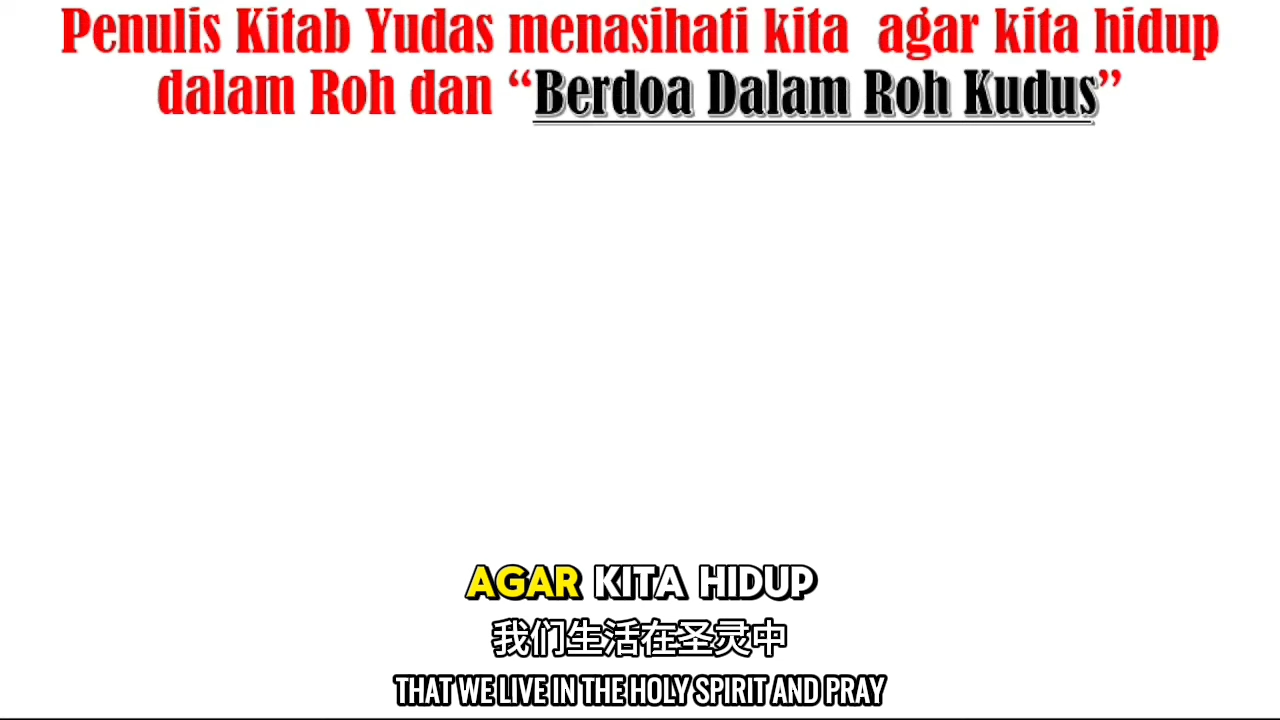 Penulis Kitab Yudas menasihati kita agar kita hidup
dalam Roh dan “Berdoa Dalam Roh Kudus”
AGAR KITA HIDUP
我们生活在圣灵中
THAT WE LIVE IN THE HOLY SPIRIT AND PRAY